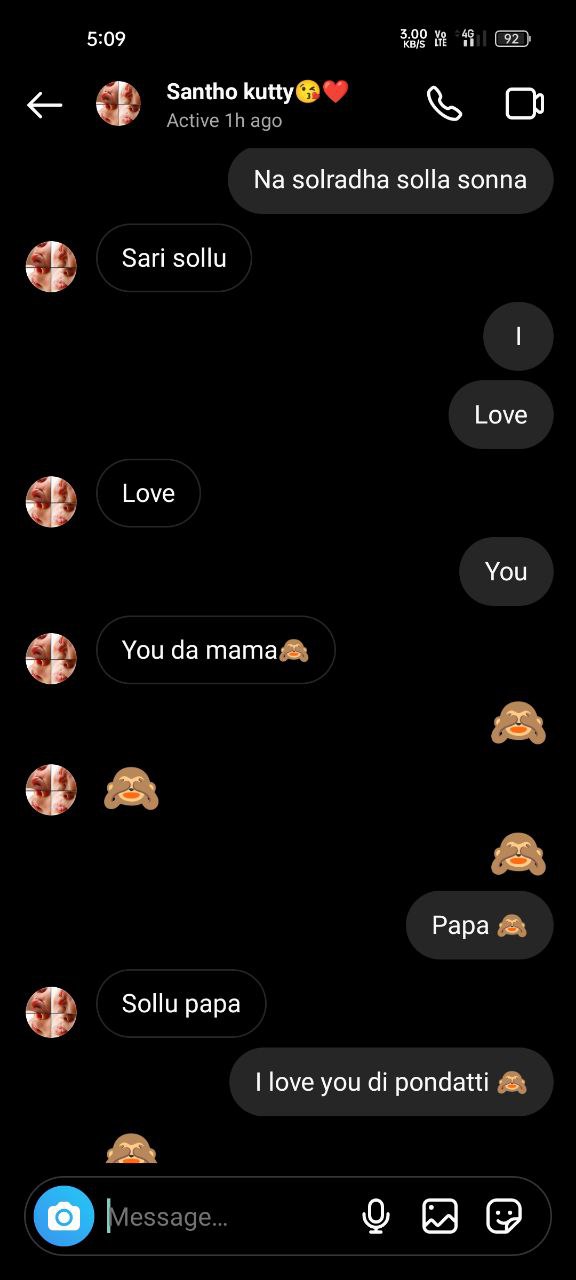 5:09 3.00 KB/S Vo LTE 4G 92
Santho kutty😘❤️
Active 1h ago
Na solradha solla sonna
Sari sollu
I
Love
Love
You
You da mama🙈
🙈
🙈
🙈
Papa 🙈
Sollu papa
I love you di pondatti 🙈
🙈
Message...